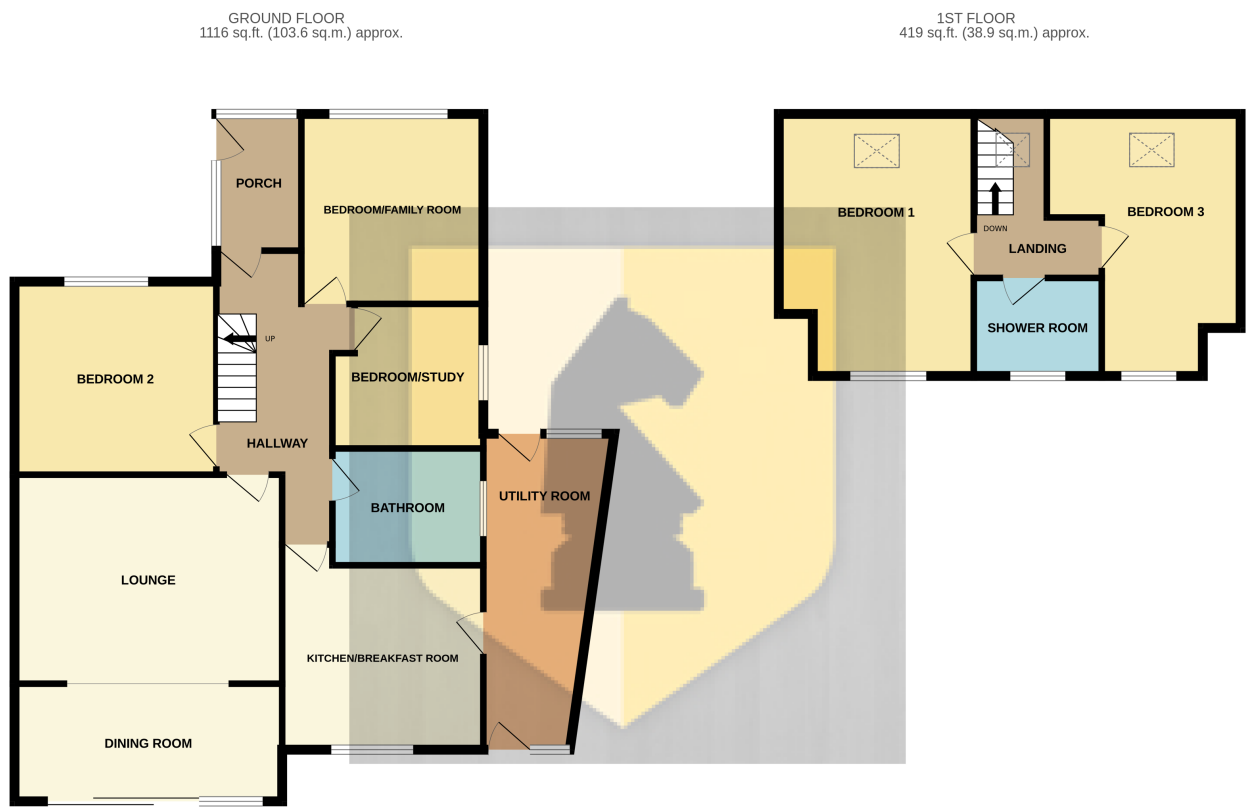 GROUND FLOOR
1116 sq.ft. (103.6 sq.m.) approx.
1ST FLOOR
419 sq.ft. (38.9 sq.m.) approx.
PORCH
BEDROOM/FAMILY ROOM
UP
BEDROOM 2
BEDROOM/STUDY
HALLWAY
BATHROOM
UTILITY ROOM
LOUNGE
KITCHEN/BREAKFAST ROOM
DINING ROOM
BEDROOM 1
BEDROOM 3
DOWN
LANDING
SHOWER ROOM